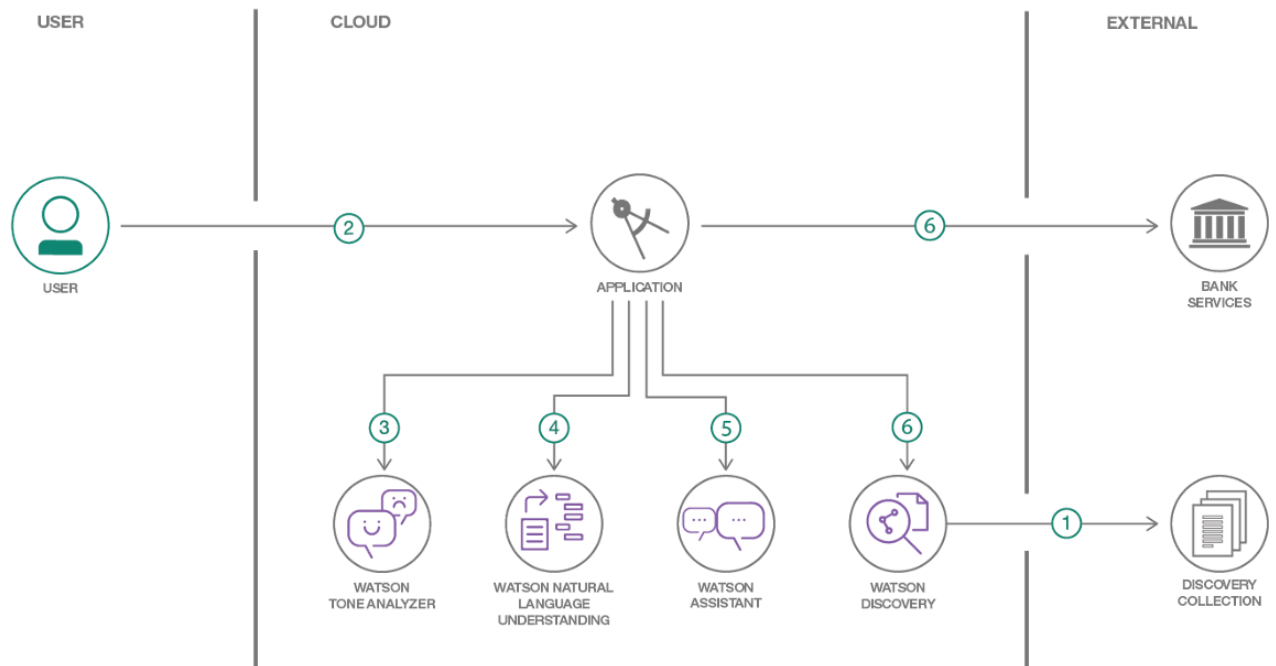 USER
CLOUD
EXTERNAL
2
6
USER
APPLICATION
BANK
SERVICES
3
4
5
6
1
WATSON
TONE ANALYZER
WATSON NATURAL
LANGUAGE
UNDERSTANDING
WATSON
ASSISTANT
WATSON
DISCOVERY
DISCOVERY
COLLECTION